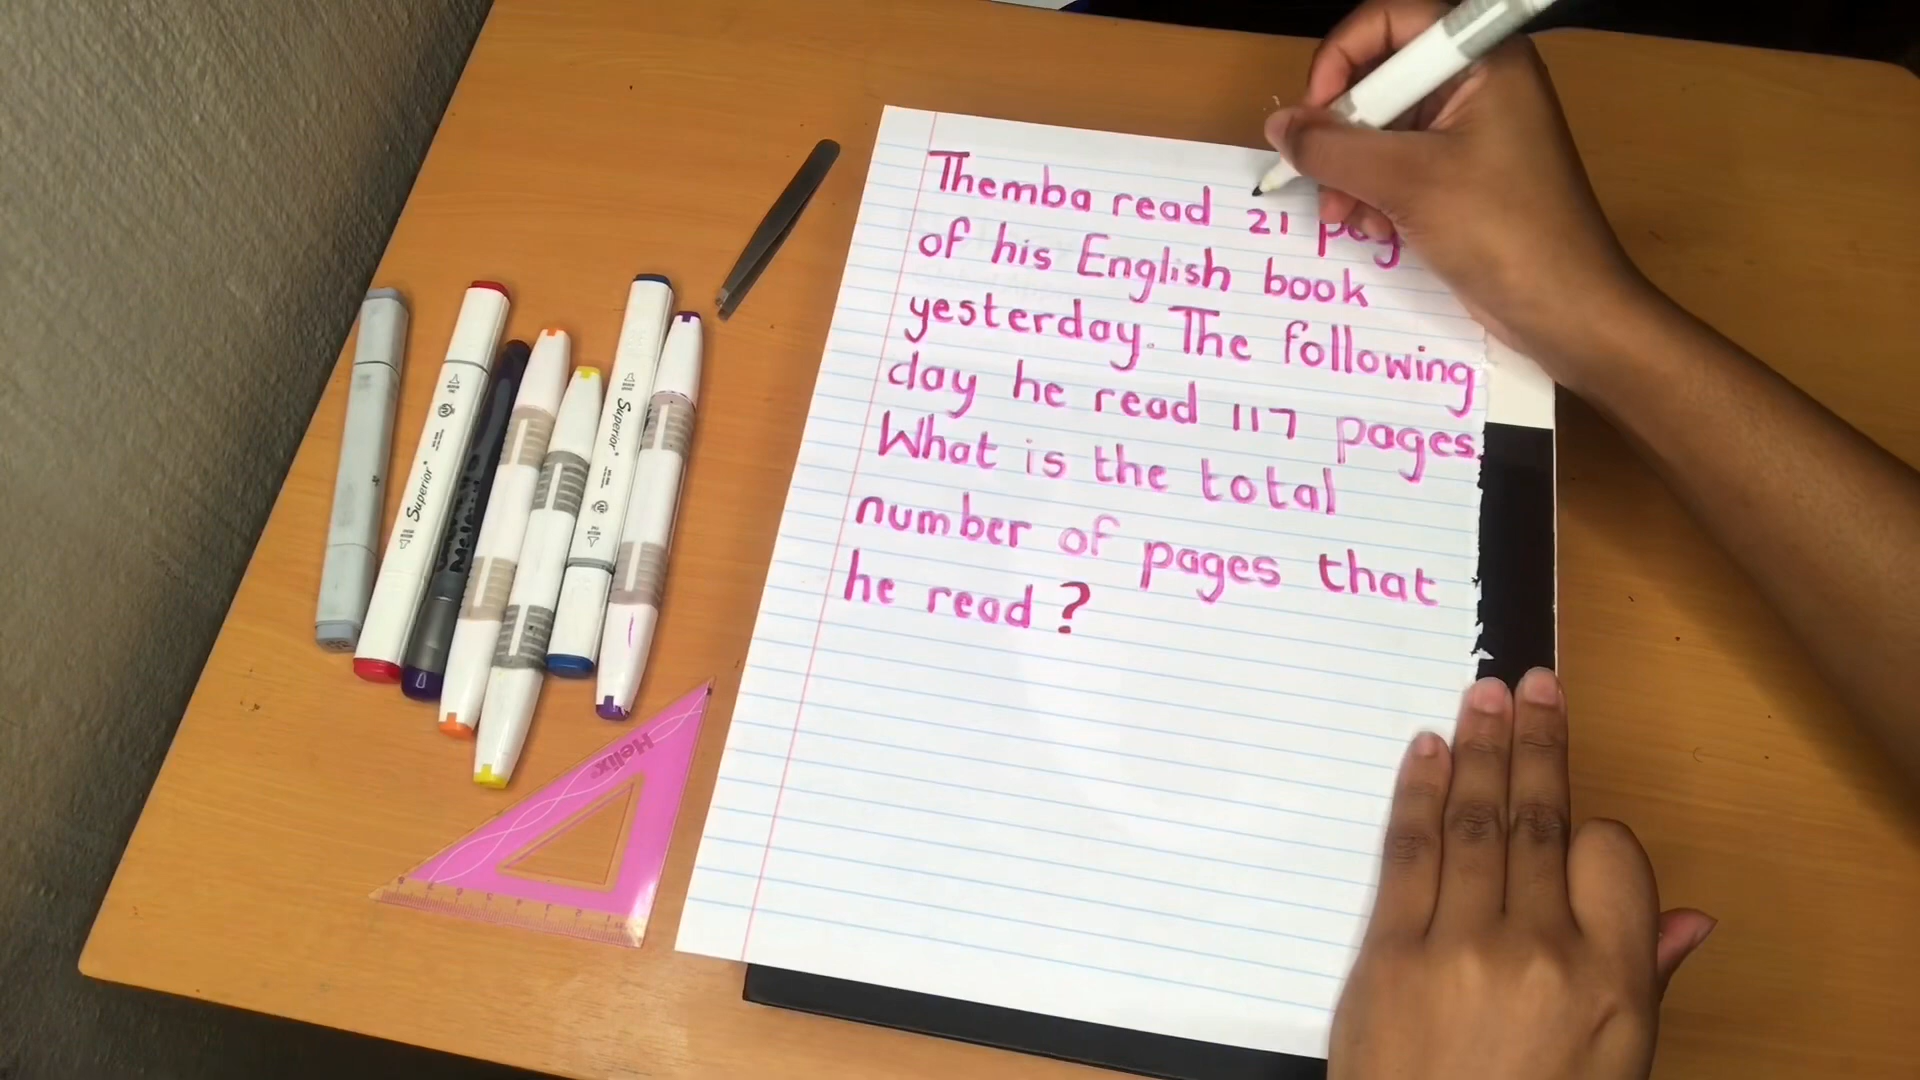 Themba read 21 pag
of his English book
yesterday. The following
day he read 117 pages
What is the total
number of pages that
he read?
Superior
Superior
Helix